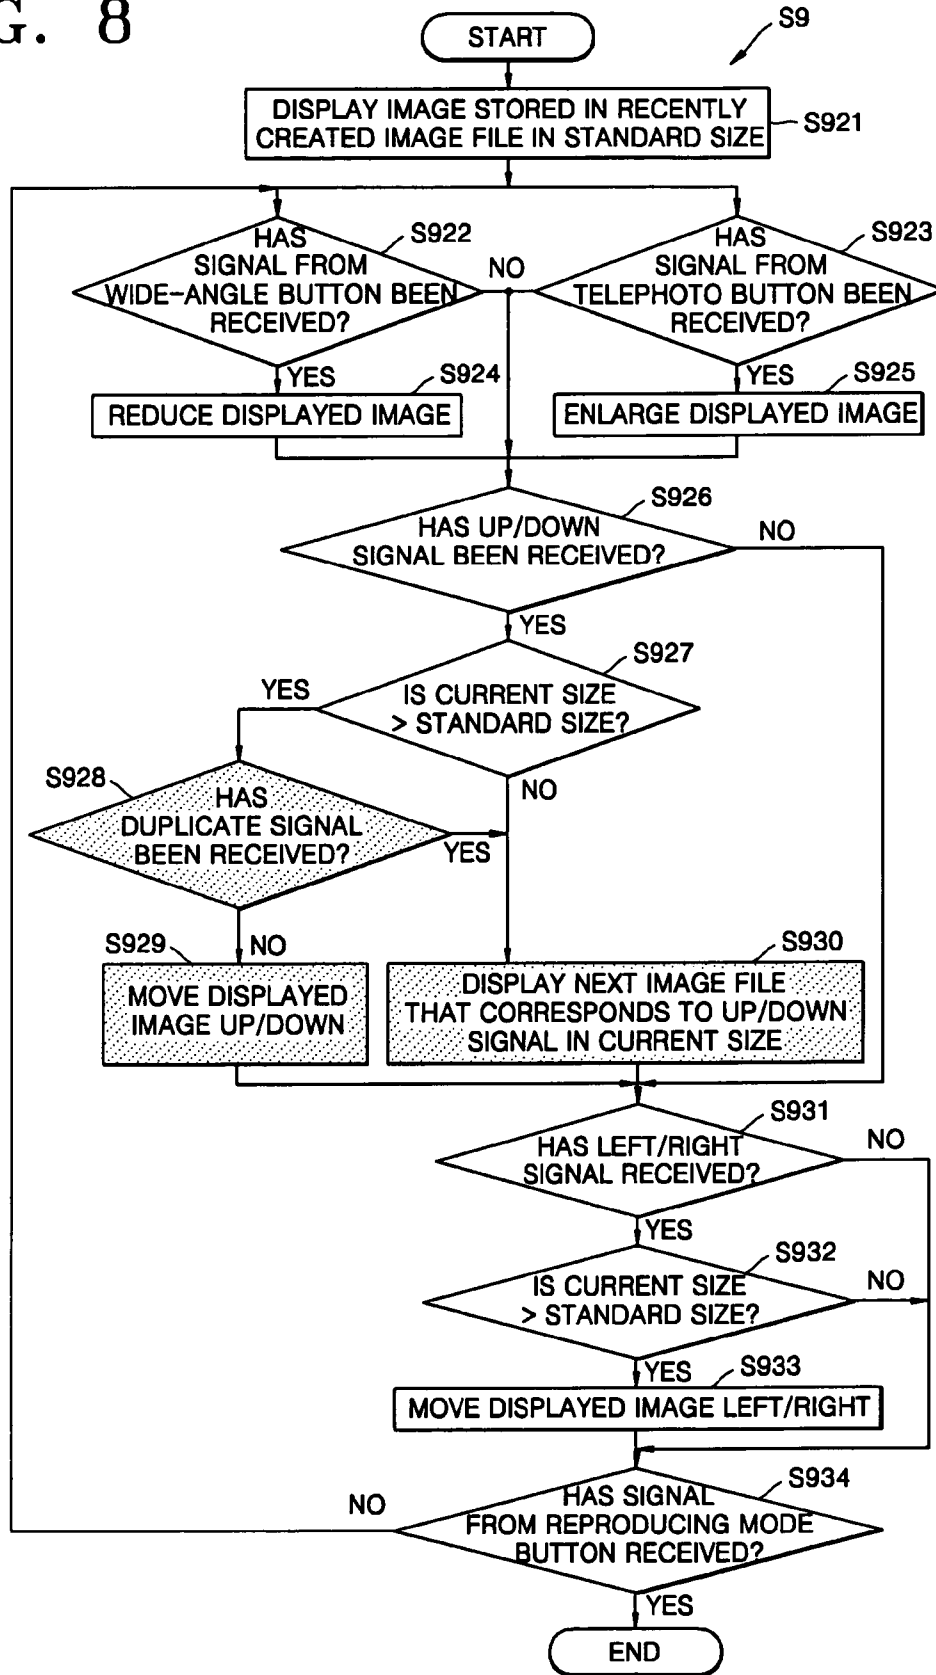 G. 8
S9
START
DISPLAY IMAGE STORED IN RECENTLY
CREATED IMAGE FILE IN STANDARD SIZE
S921
HAS
SIGNAL FROM
WIDE-ANGLE BUTTON BEEN
RECEIVED?
S922
NO
HAS
SIGNAL FROM
TELEPHOTO BUTTON BEEN
RECEIVED?
S923
YES
S924
REDUCE DISPLAYED IMAGE
YES
S925
ENLARGE DISPLAYED IMAGE
S926
HAS UP/DOWN
SIGNAL BEEN RECEIVED?
NO
YES
S927
IS CURRENT SIZE
> STANDARD SIZE?
YES
NO
S928
HAS
DUPLICATE SIGNAL
BEEN RECEIVED?
YES
NO
S929
MOVE DISPLAYED
IMAGE UP/DOWN
S930
DISPLAY NEXT IMAGE FILE
THAT CORRESPONDS TO UP/DOWN
SIGNAL IN CURRENT SIZE
S931
HAS LEFT/RIGHT
SIGNAL RECEIVED?
NO
YES
S932
IS CURRENT SIZE
> STANDARD SIZE?
NO
YES
S933
MOVE DISPLAYED IMAGE LEFT/RIGHT
S934
HAS SIGNAL
FROM REPRODUCING MODE
BUTTON RECEIVED?
NO
YES
END